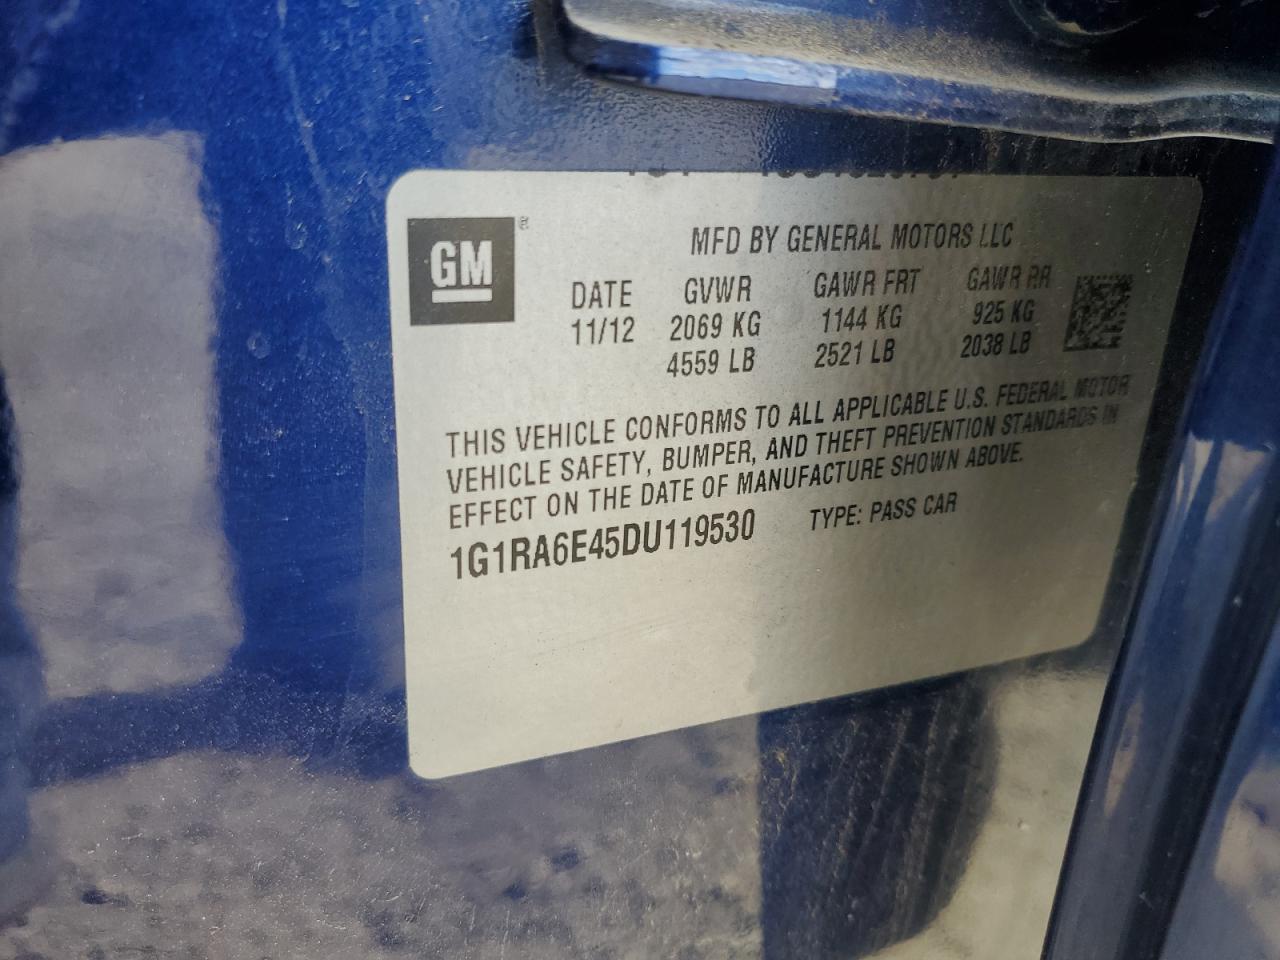 GM
MFD BY GENERAL MOTORS LLC
DATE GVWR GAWR FRT GAWR RR
11/12 2069 KG 1144 KG 925 KG
4559 LB 2521 LB 2038 LB
THIS VEHICLE CONFORMS TO ALL APPLICABLE U.S. FEDERAL MOTOR
VEHICLE SAFETY, BUMPER, AND THEFT PREVENTION STANDARDS IN
EFFECT ON THE DATE OF MANUFACTURE SHOWN ABOVE.
1G1RA6E45DU119530 TYPE: PASS CAR